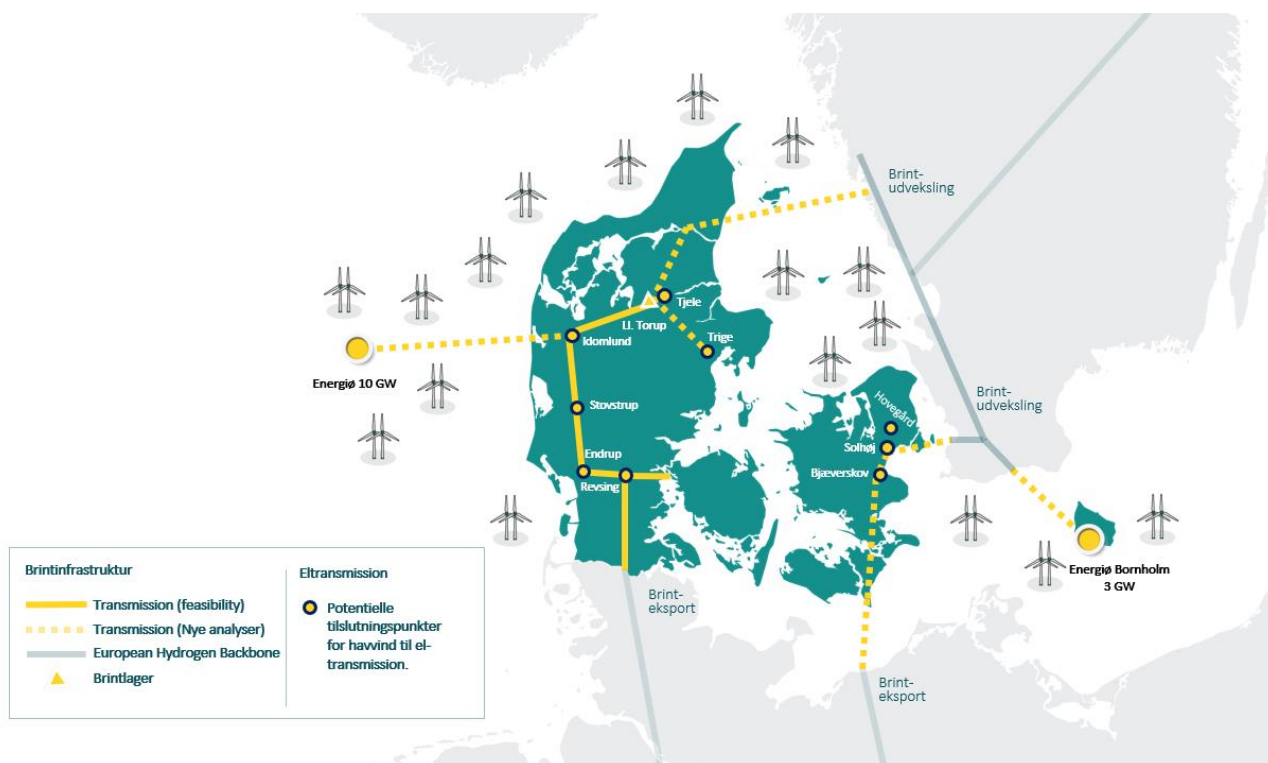 Brint-
udveksling
Tjele
Ll. Torup
Trige
Idomlund
Energiø 10 GW
Stovstrup
Hovegård
Brint-
udveksling
Solhøj
Endrup
Bjæverskov
Revsing
Energiø Bornholm
3 GW
Brint-
eksport
Brint-
eksport
Brintinfrastruktur
Transmission (feasibility)
Transmission (Nye analyser)
European Hydrogen Backbone
Brintlager
Eltransmission
Potentielle
tilslutningspunkter
for havvind til el-
transmission.